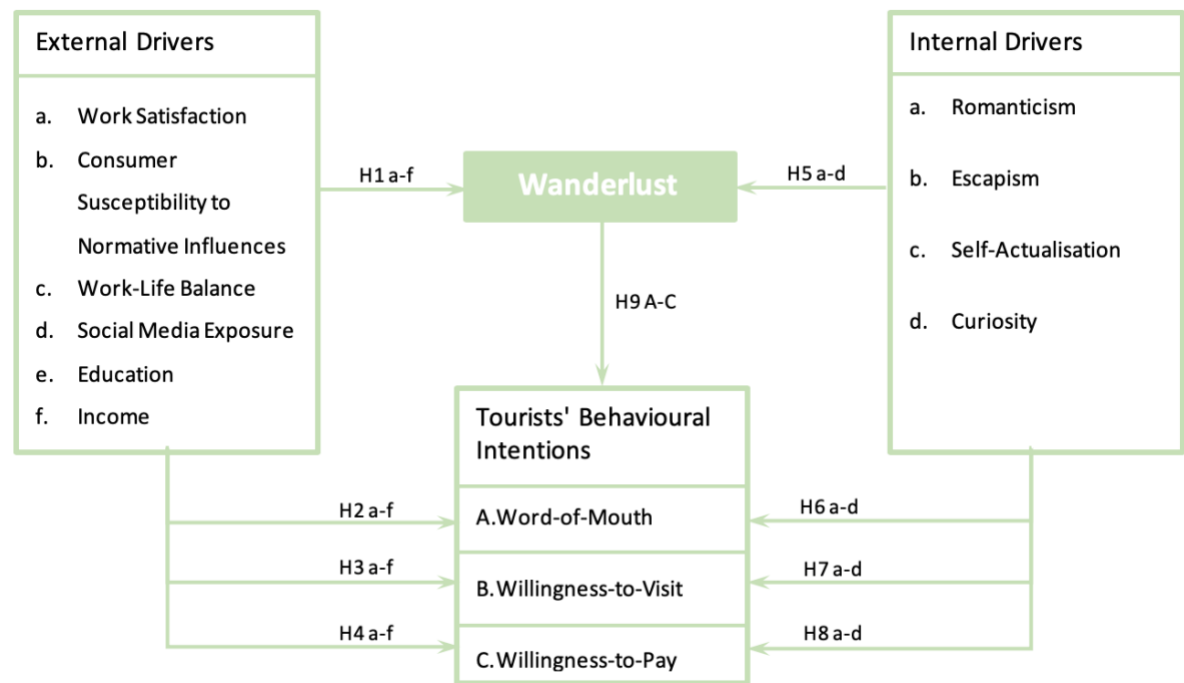 External Drivers
a. Work Satisfaction
b. Consumer
Susceptibility to
Normative Influences
c. Work-Life Balance
d. Social Media Exposure
e. Education
f. Income
H1 a-f
Wanderlust
H5 a-d
Internal Drivers
a. Romanticism
b. Escapism
c. Self-Actualisation
d. Curiosity
H9 A-C
Tourists' Behavioural
Intentions
H2 a-f
A.Word-of-Mouth
H6 a-d
H3 a-f
B.Willingness-to-Visit
H7 a-d
H4 a-f
C.Willingness-to-Pay
H8 a-d